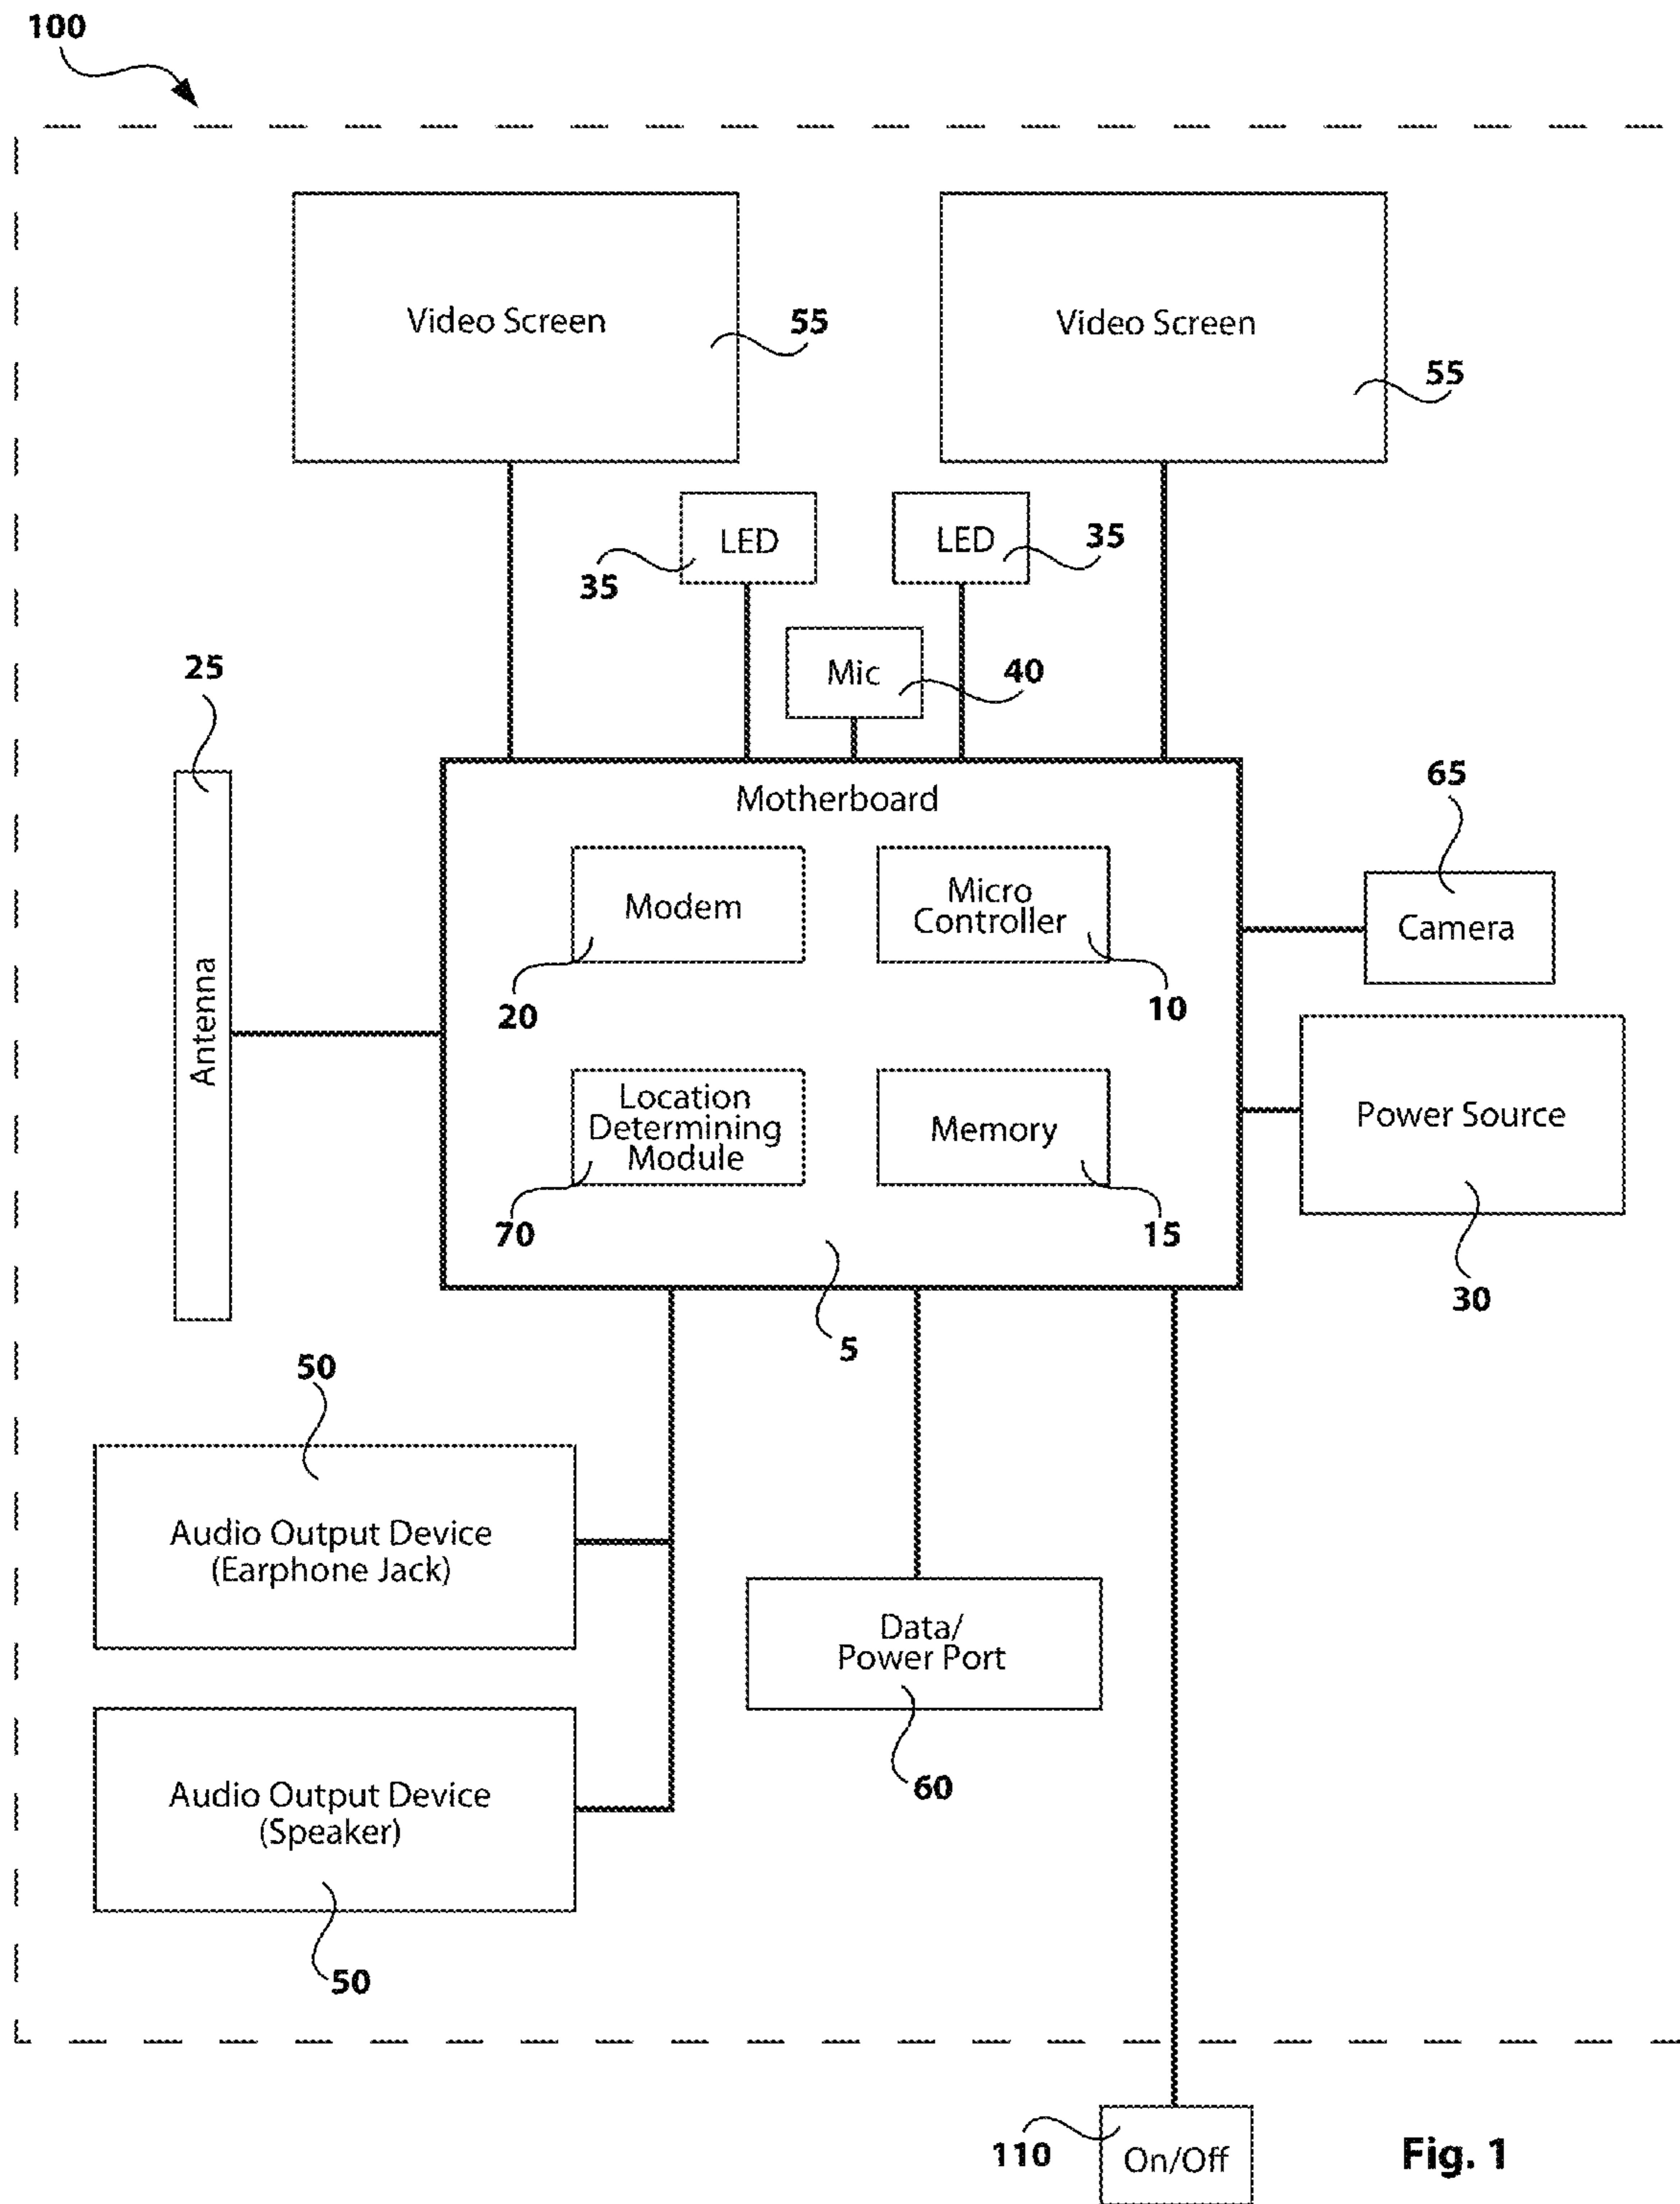 100
Video Screen
55
Video Screen
55
LED
35
LED
35
Mic
40
25
Antenna
Motherboard
Modem
20
Micro
Controller
10
Location
Determining
Module
70
Memory
15
5
65
Camera
Power Source
30
50
Audio Output Device
(Earphone Jack)
Audio Output Device
(Speaker)
50
Data/
Power Port
60
110
On/Off
Fig. 1